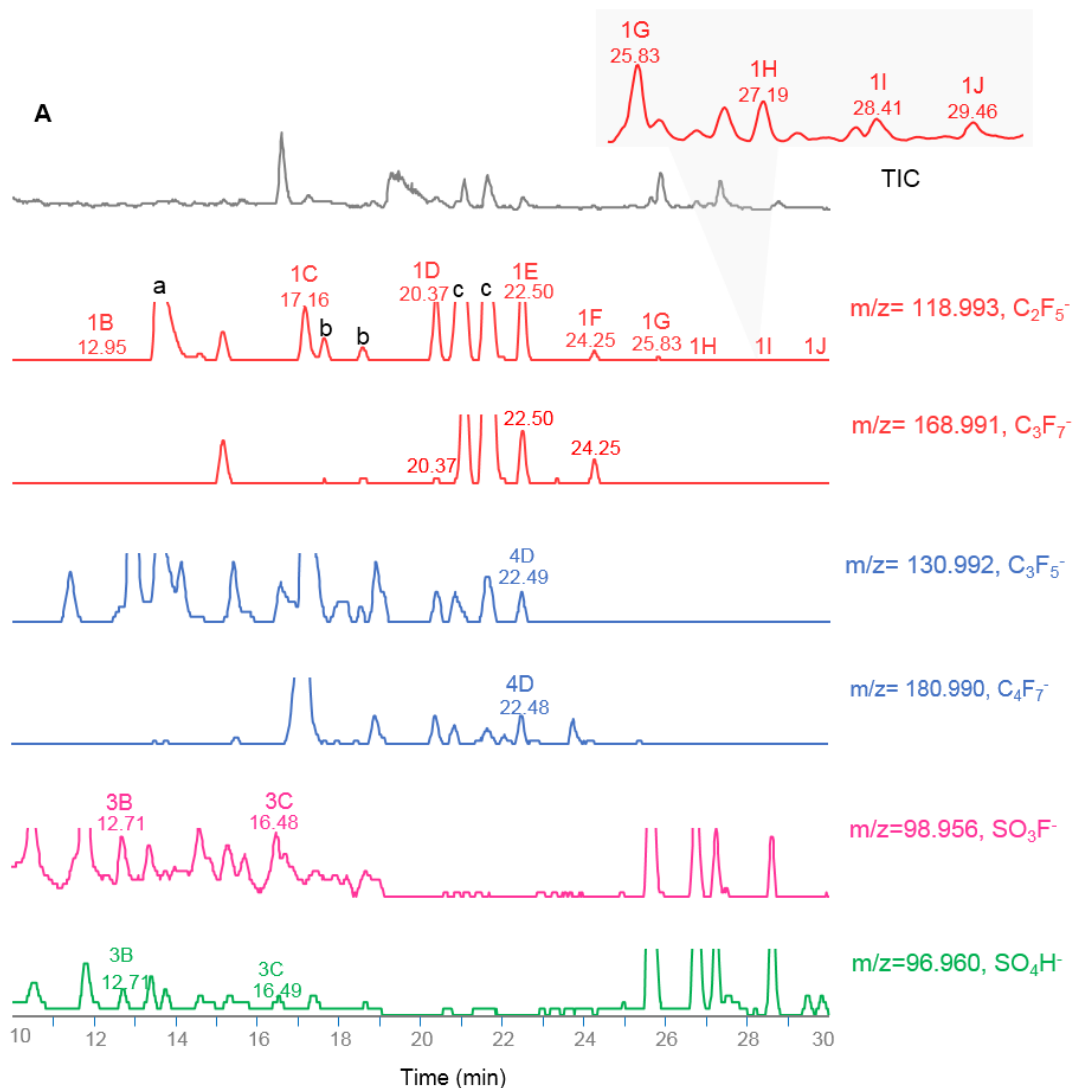 1G
25.83
1H
27.19
1I
28.41
1J
29.46
A
TIC
1B
12.95
a
1C
17.16
b
b
1D
20.37
c
c
1E
22.50
1F
24.25
1G
25.83
1H
1I
1J
m/z= 118.993, C₂F₅⁻
20.37
22.50
24.25
m/z= 168.991, C₃F₇⁻
4D
22.49
m/z= 130.992, C₃F₅⁻
4D
22.48
m/z= 180.990, C₄F₇⁻
3B
12.71
3C
16.48
m/z=98.956, SO₃F⁻
3B
12.71
3C
16.49
m/z=96.960, SO₄H⁻
10 12 14 16 18 20 22 24 26 28 30
Time (min)